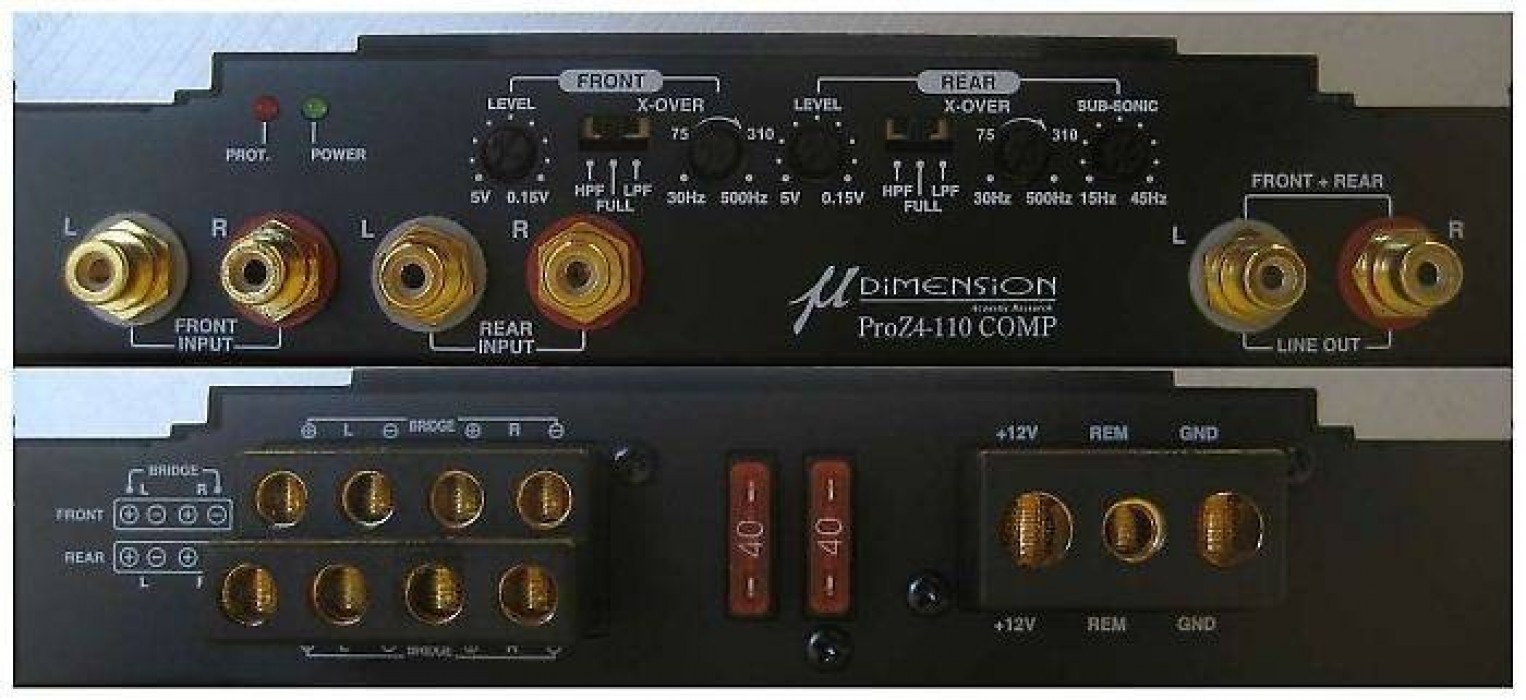 FRONT
REAR
LEVEL X-OVER LEVEL X-OVER SUB-SONIC
75 310 75 310
PROT. POWER
HPF LPF HPF LPF
FULL FULL
5V 0.15V 30Hz 500Hz 5V 0.15V 30Hz 500Hz 15Hz 45Hz
FRONT + REAR
L R L R L R
µ DiMENSiON
ProZ4-110 COMP
FRONT INPUT
REAR INPUT
LINE OUT
⊕ L ⊖ BRIDGE ⊕ R ⊖
+12V REM GND
BRIDGE
L R
FRONT ⊕ ⊖ ⊕ ⊖
REAR ⊕ ⊖ ⊕
L
40 40
L BRIDGE R
+12V REM GND